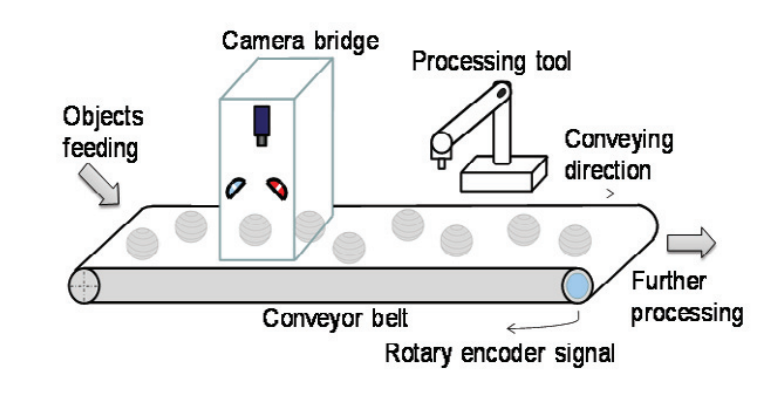 Camera bridge
Processing tool
Objects
feeding
Conveying
direction
Further
processing
Conveyor belt
Rotary encoder signal